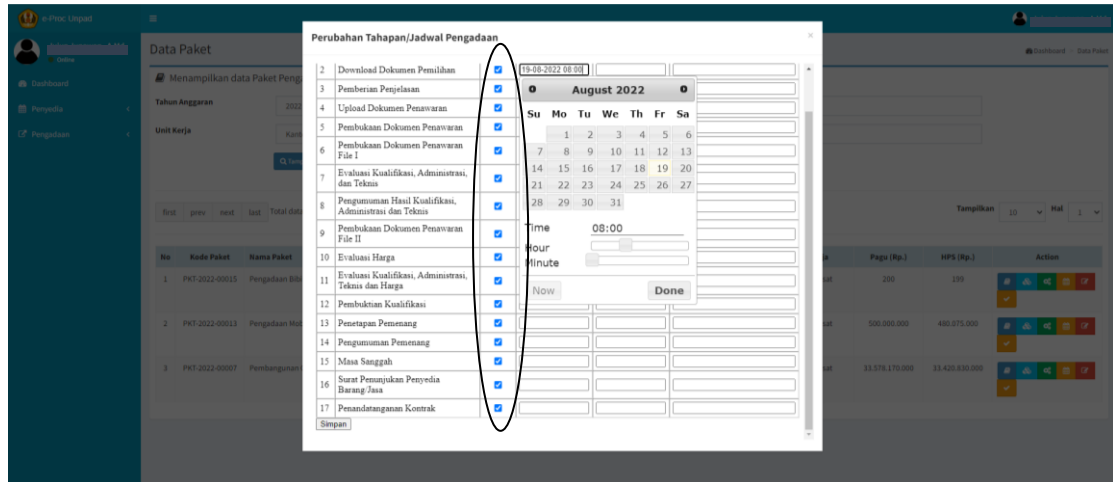 e-Proc Unpad
Online
Dashboard
Penyedia
Pengadaan
Data Paket
Dashboard
Data Paket
Menampilkan data Paket Peng
Tahun Anggaran
2022
Unit Kerja
Kant
first prev next last Total data
Tampilkan 10 Hal 1
No Kode Paket Nama Paket Pagu (Rp.) HPS (Rp.) Action
1 PKT-2022-00015 Pengadaan 200 199
2 PKT-2022-00013 Pengadaan Mob 500.000.000 480.075.000
3 PKT-2022-00007 Pembangunan 33.578.170.000 33.420.830.000
Perubahan Tahapan/Jadwal Pengadaan
×
2 Download Dokumen Pemilihan 19-08-2022 08:00
3 Pemberian Penjelasan
4 Upload Dokumen Penawaran
5 Pembukaan Dokumen Penawaran
6 Pembukaan Dokumen Penawaran
File I
7 Evaluasi Kualifikasi, Administrasi,
dan Teknis
8 Pengumuman Hasil Kualifikasi,
Administrasi dan Teknis
9 Pembukaan Dokumen Penawaran
File II
10 Evaluasi Harga
11 Evaluasi Kualifikasi, Administrasi,
Teknis dan Harga
12 Pembuktian Kualifikasi
13 Penetapan Pemenang
14 Pengumuman Pemenang
15 Masa Sanggah
16 Surat Penunjukan Penyedia
Barang/Jasa
17 Penandatanganan Kontrak
Simpan
August 2022
Su Mo Tu We Th Fr Sa
1 2 3 4 5 6
7 8 9 10 11 12 13
14 15 16 17 18 19 20
21 22 23 24 25 26 27
28 29 30 31
Time 08:00
Hour
Minute
Now Done